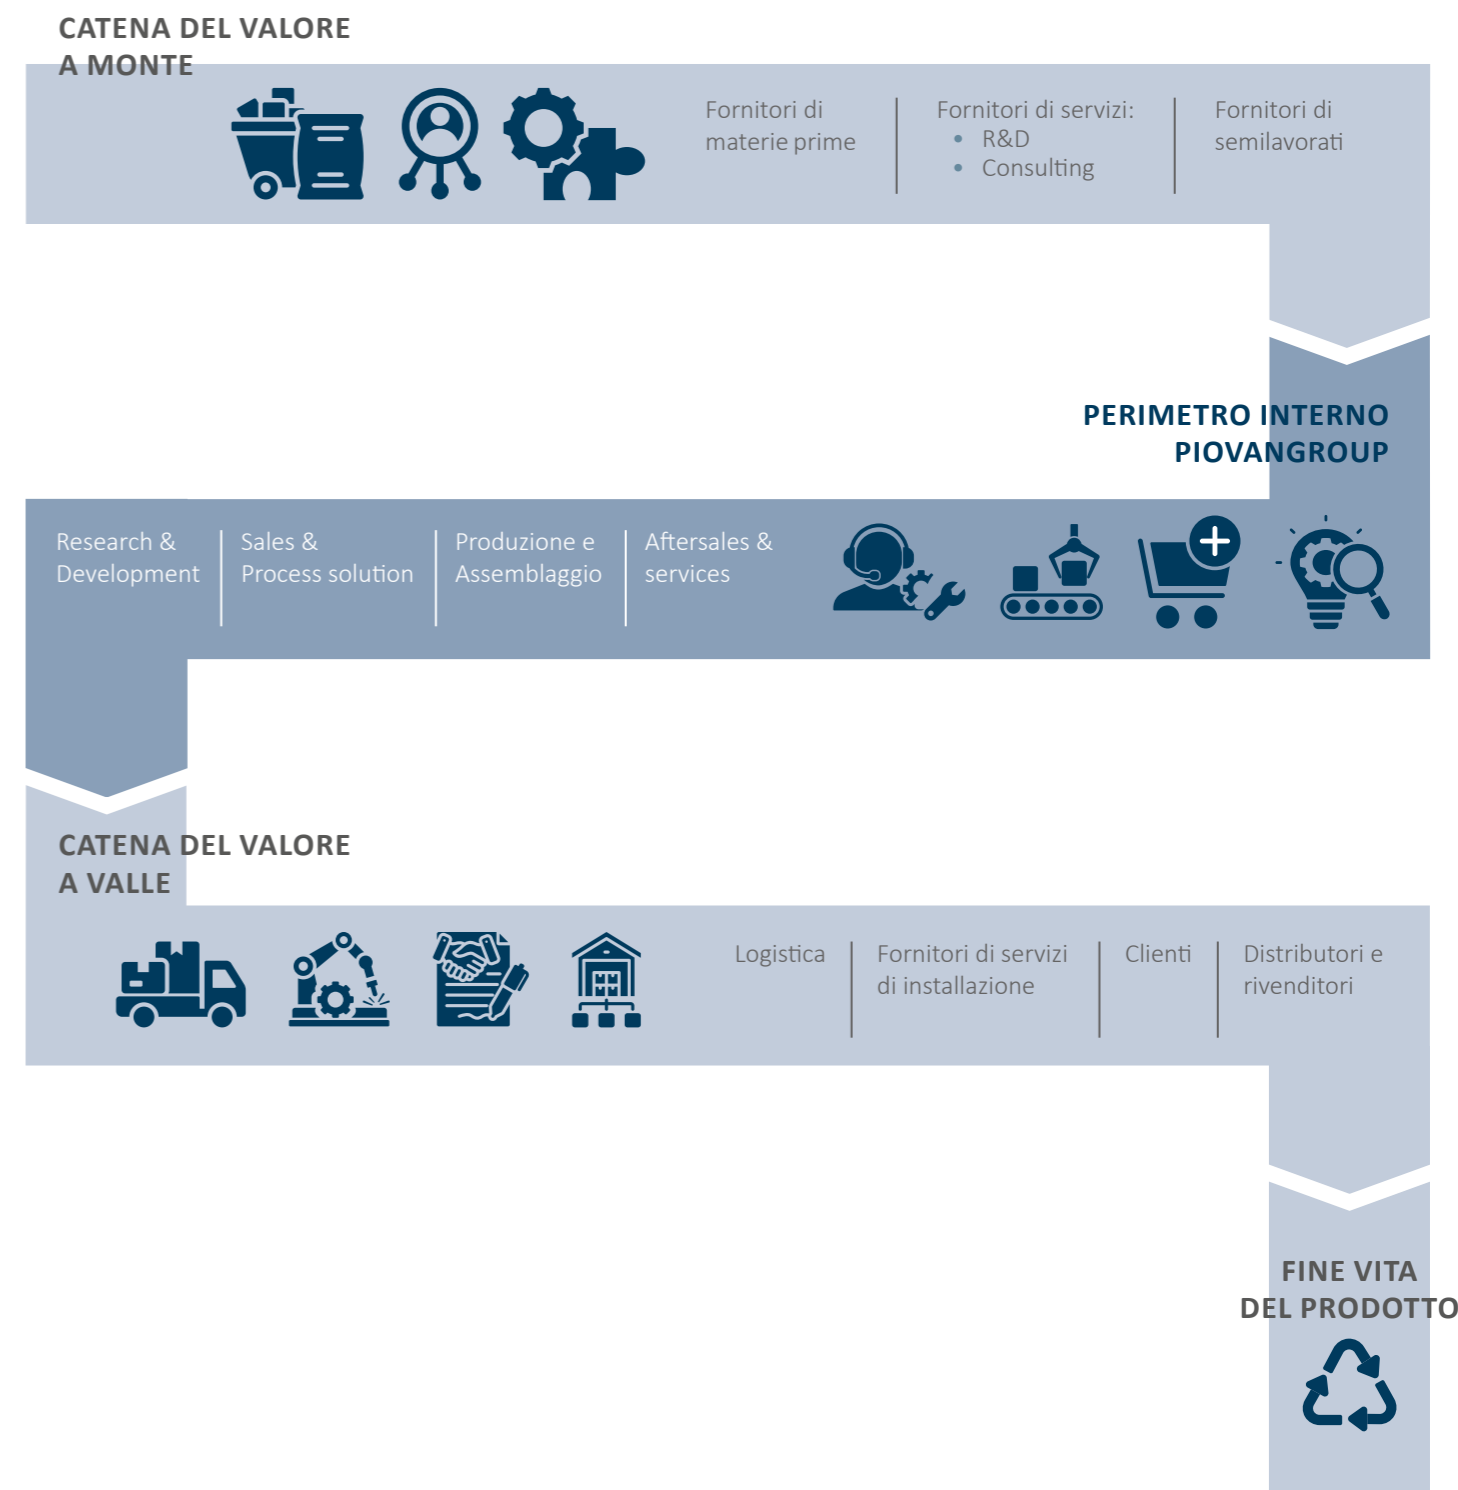 CATENA DEL VALORE
A MONTE
Fornitori di
materie prime
Fornitori di servizi:
• R&D
• Consulting
Fornitori di
semilavorati
PERIMETRO INTERNO
PIOVANGROUP
Research &
Development
Sales &
Process solution
Produzione e
Assemblaggio
Aftersales &
services
CATENA DEL VALORE
A VALLE
Logistica
Fornitori di servizi
di installazione
Clienti
Distributori e
rivenditori
FINE VITA
DEL PRODOTTO